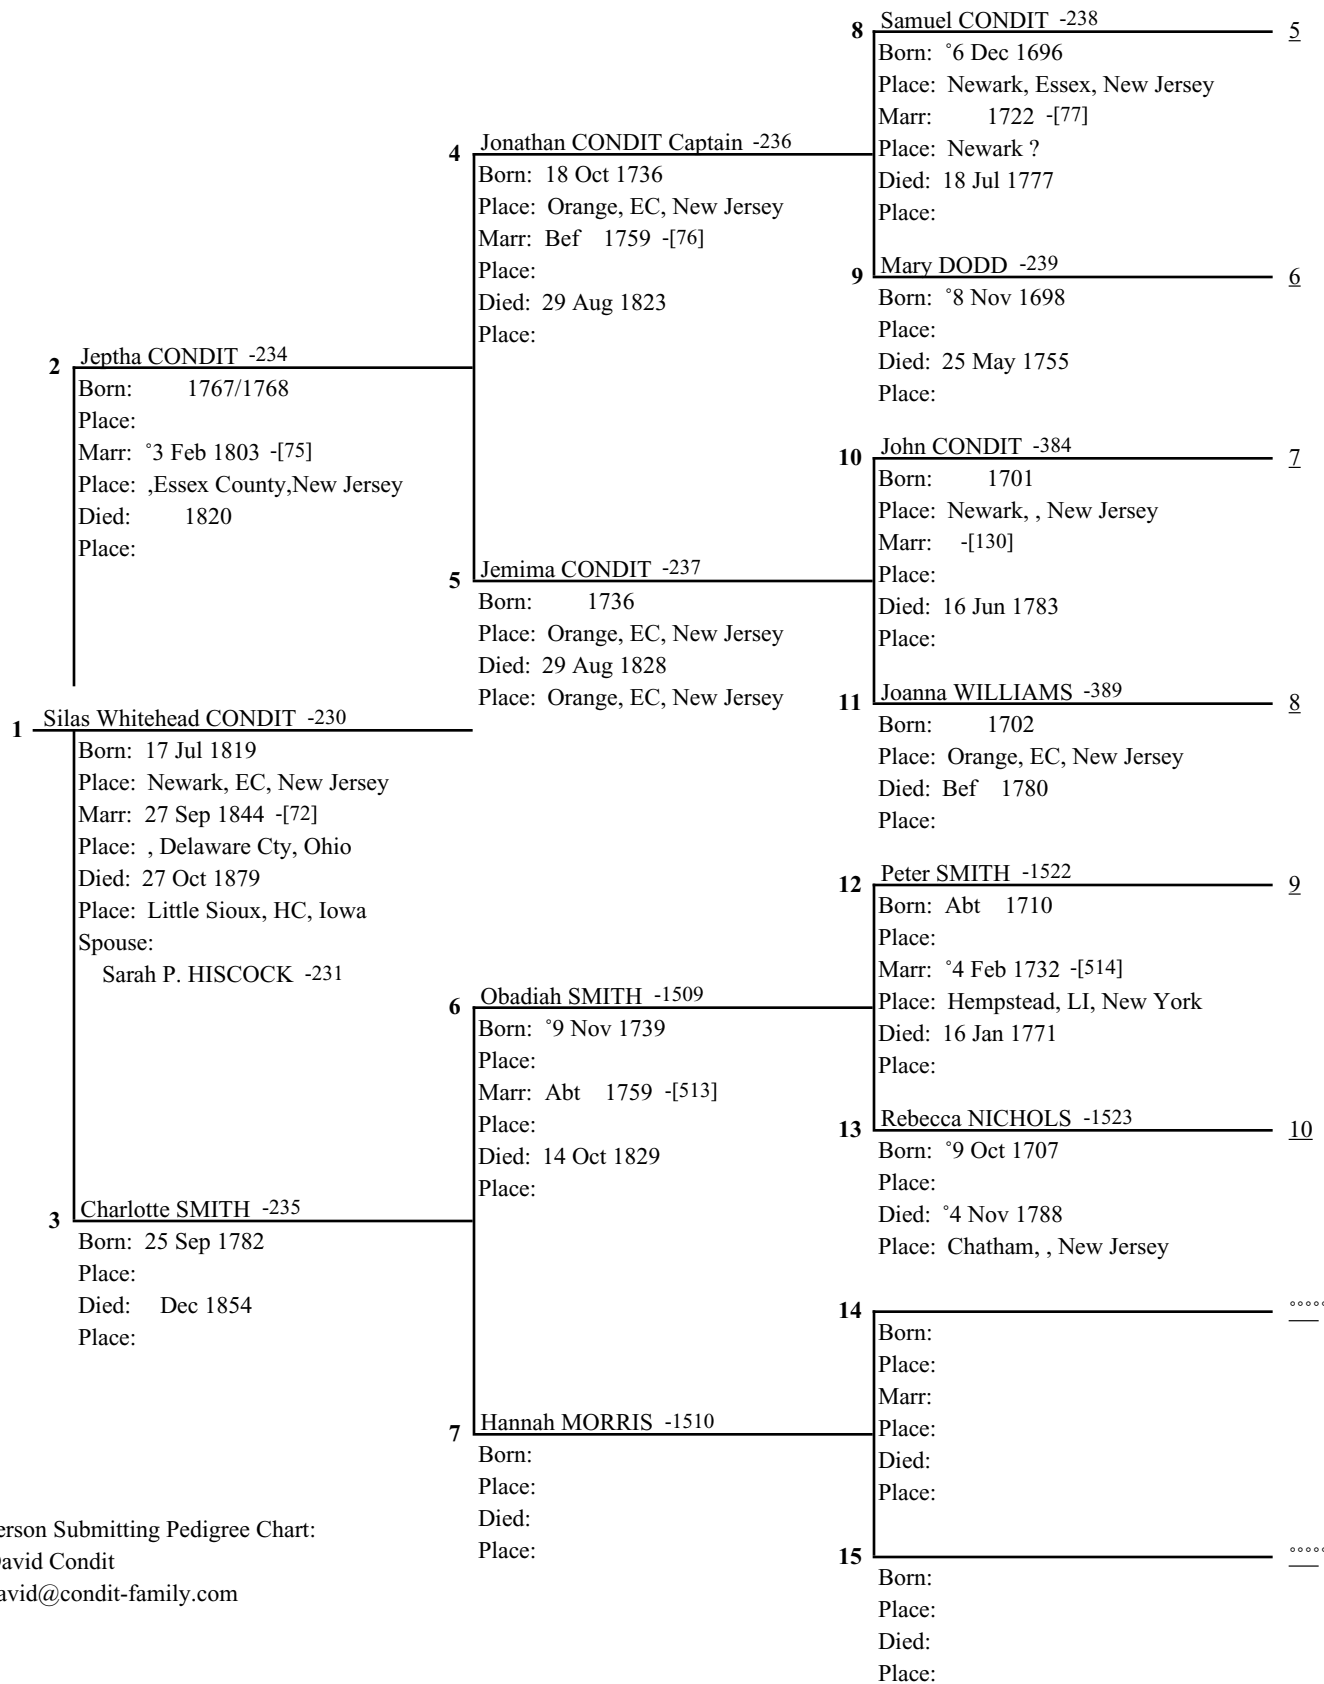 8 Samuel CONDIT -238 5
Born: °6 Dec 1696
Place: Newark, Essex, New Jersey
Marr: 1722 -[77]
Place: Newark ?
Died: 18 Jul 1777
Place:
4 Jonathan CONDIT Captain -236
Born: 18 Oct 1736
Place: Orange, EC, New Jersey
Marr: Bef 1759 -[76]
Place:
Died: 29 Aug 1823
Place:
9 Mary DODD -239 6
Born: °8 Nov 1698
Place:
Died: 25 May 1755
Place:
2 Jeptha CONDIT -234
Born: 1767/1768
Place:
Marr: °3 Feb 1803 -[75]
Place: ,Essex County,New Jersey
Died: 1820
Place:
10 John CONDIT -384 7
Born: 1701
Place: Newark, , New Jersey
Marr: -[130]
Place:
Died: 16 Jun 1783
Place:
5 Jemima CONDIT -237
Born: 1736
Place: Orange, EC, New Jersey
Died: 29 Aug 1828
Place: Orange, EC, New Jersey
11 Joanna WILLIAMS -389 8
Born: 1702
Place: Orange, EC, New Jersey
Died: Bef 1780
Place:
1 Silas Whitehead CONDIT -230
Born: 17 Jul 1819
Place: Newark, EC, New Jersey
Marr: 27 Sep 1844 -[72]
Place: , Delaware Cty, Ohio
Died: 27 Oct 1879
Place: Little Sioux, HC, Iowa
Spouse:
Sarah P. HISCOCK -231
12 Peter SMITH -1522 9
Born: Abt 1710
Place:
Marr: °4 Feb 1732 -[514]
Place: Hempstead, LI, New York
Died: 16 Jan 1771
Place:
6 Obadiah SMITH -1509
Born: °9 Nov 1739
Place:
Marr: Abt 1759 -[513]
Place:
Died: 14 Oct 1829
Place:
13 Rebecca NICHOLS -1523 10
Born: °9 Oct 1707
Place:
Died: °4 Nov 1788
Place: Chatham, , New Jersey
3 Charlotte SMITH -235
Born: 25 Sep 1782
Place:
Died: Dec 1854
Place:
14 °°°°°
Born:
Place:
Marr:
Place:
Died:
Place:
7 Hannah MORRIS -1510
Born:
Place:
Died:
Place:
15 °°°°°
Born:
Place:
Died:
Place:
erson Submitting Pedigree Chart:
avid Condit
avid@condit-family.com